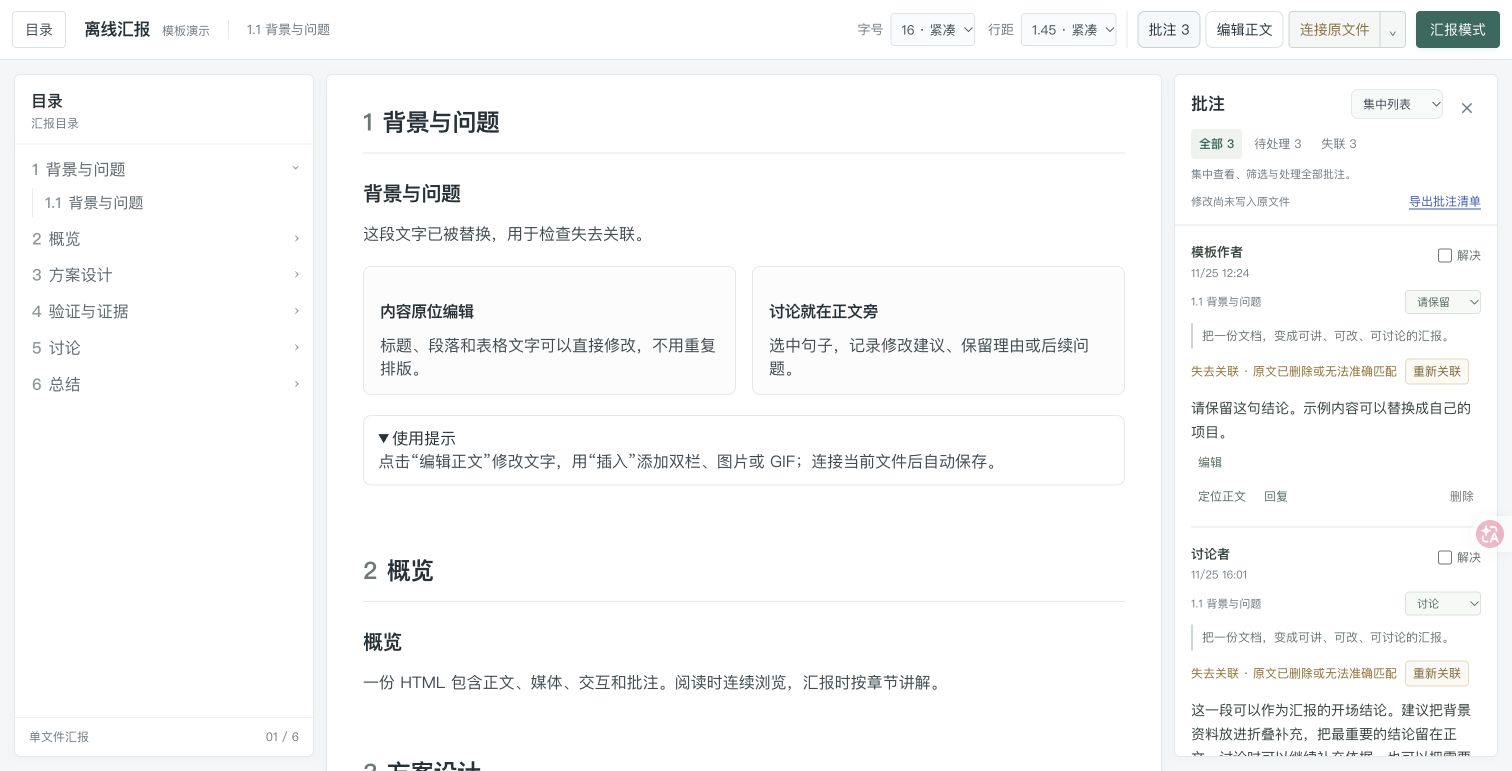 目录
离线汇报 模板演示
1.1 背景与问题
字号
16 · 紧凑
行距
1.45 · 紧凑
批注 3
编辑正文
连接原文件
汇报模式
目录
汇报目录
1 背景与问题
1.1 背景与问题
2 概览
3 方案设计
4 验证与证据
5 讨论
6 总结
单文件汇报
01 / 6
1 背景与问题
背景与问题
这段文字已被替换，用于检查失去关联。
内容原位编辑
标题、段落和表格文字可以直接修改，不用重复
排版。
讨论就在正文旁
选中句子，记录修改建议、保留理由或后续问
题。
▼使用提示
点击“编辑正文”修改文字，用“插入”添加双栏、图片或 GIF；连接当前文件后自动保存。
2 概览
概览
一份 HTML 包含正文、媒体、交互和批注。阅读时连续浏览，汇报时按章节讲解。
3 方案设计
批注
集中列表
全部 3
待处理 3
失联 3
集中查看、筛选与处理全部批注。
修改尚未写入原文件
导出批注清单
模板作者
解决
11/25 12:24
1.1 背景与问题
请保留
把一份文档，变成可讲、可改、可讨论的汇报。
失去关联 · 原文已删除或无法准确匹配
重新关联
请保留这句结论。示例内容可以替换成自己的
项目。
编辑
定位正文
回复
删除
讨论者
解决
11/25 16:01
1.1 背景与问题
讨论
把一份文档，变成可讲、可改、可讨论的汇报。
失去关联 · 原文已删除或无法准确匹配
重新关联
这一段可以作为汇报的开场结论。建议把背景
资料放进折叠补充，把最重要的结论留在正